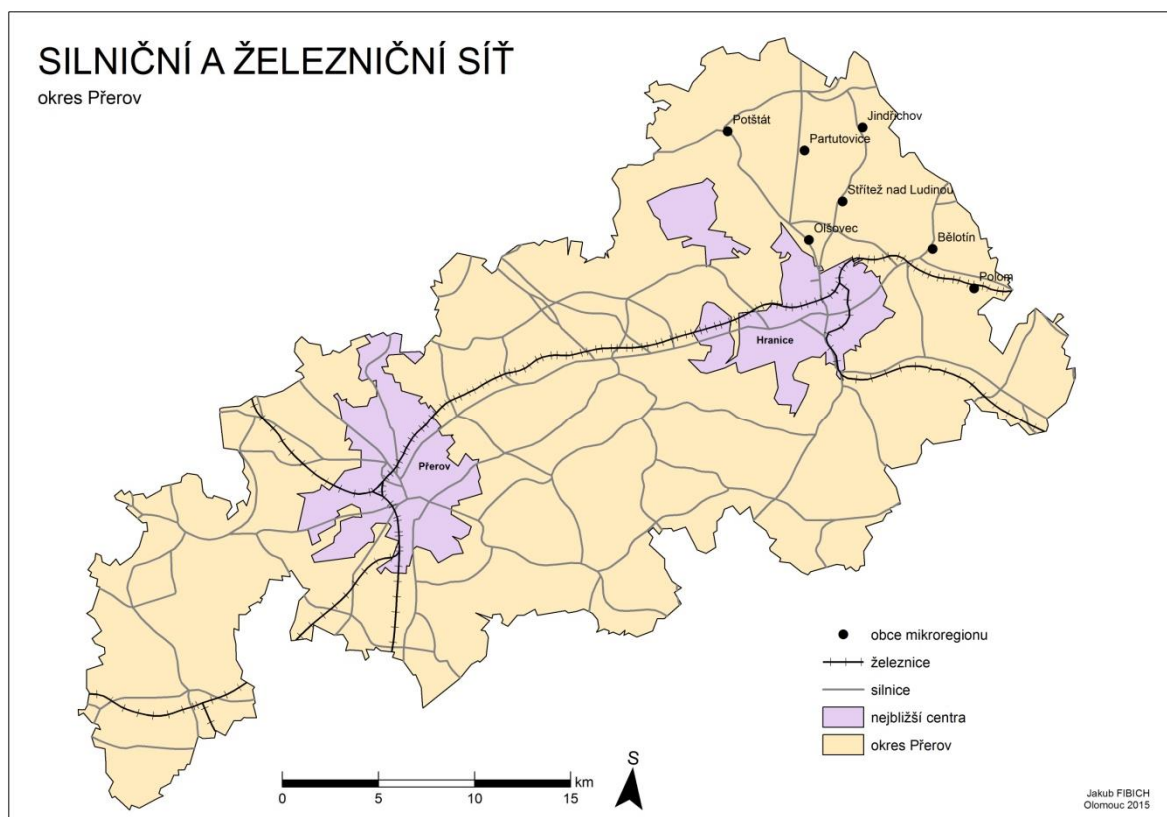 SILNIČNÍ A ŽELEZNIČNÍ SÍŤ
okres Přerov
Potštát
Jindřichov
Partutovice
Střítež nad Ludinou
Olšovec
Bělotín
Polom
Hranice
Přerov
obce mikroregionu
železnice
silnice
nejbližší centra
okres Přerov
S
km
0 5 10 15
Jakub FIBICH
Olomouc 2015